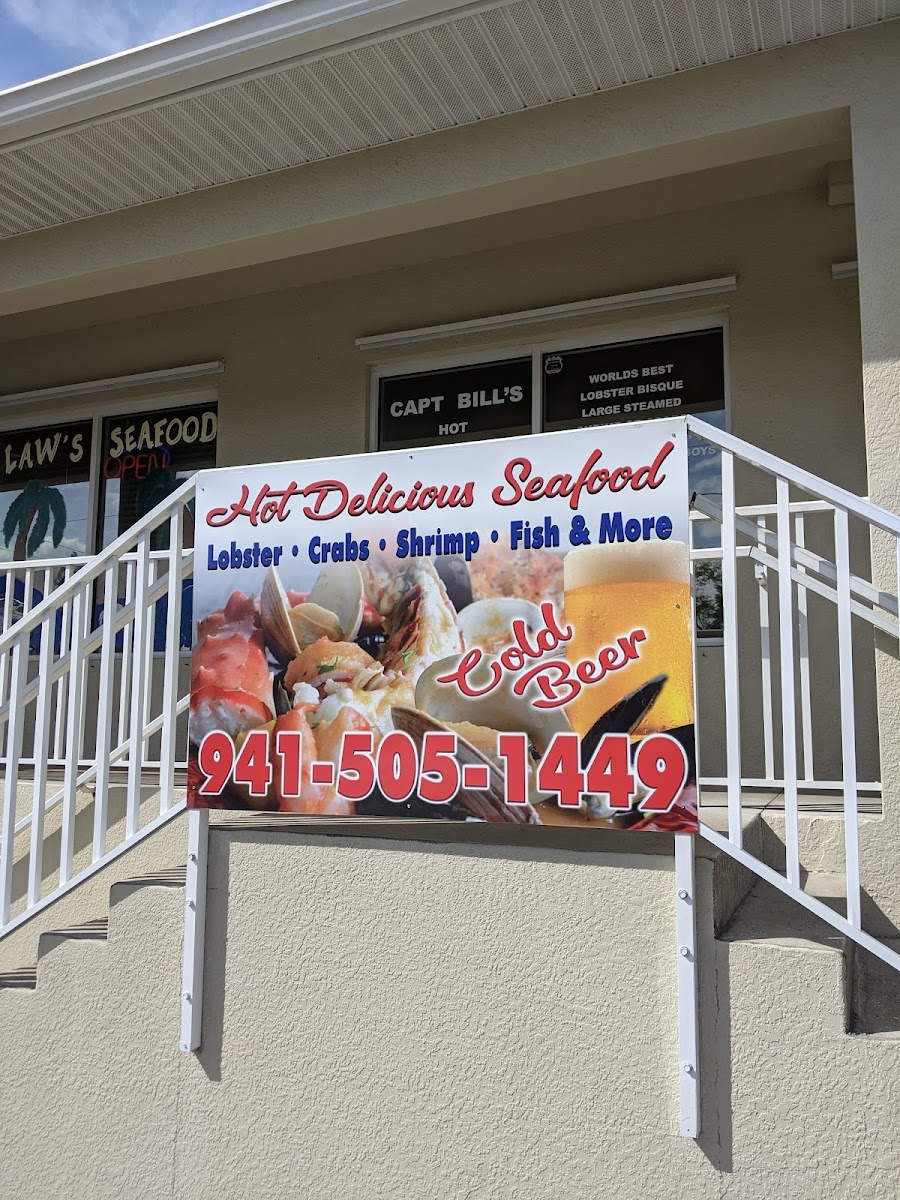 CAPT BILL'S
HOT
WORLDS BEST
LOBSTER BISQUE
LARGE STEAMED
LAW'S SEAFOOD
OPEN
Hot Delicious Seafood
Lobster • Crabs • Shrimp • Fish & More
Cold
Beer
941-505-1449